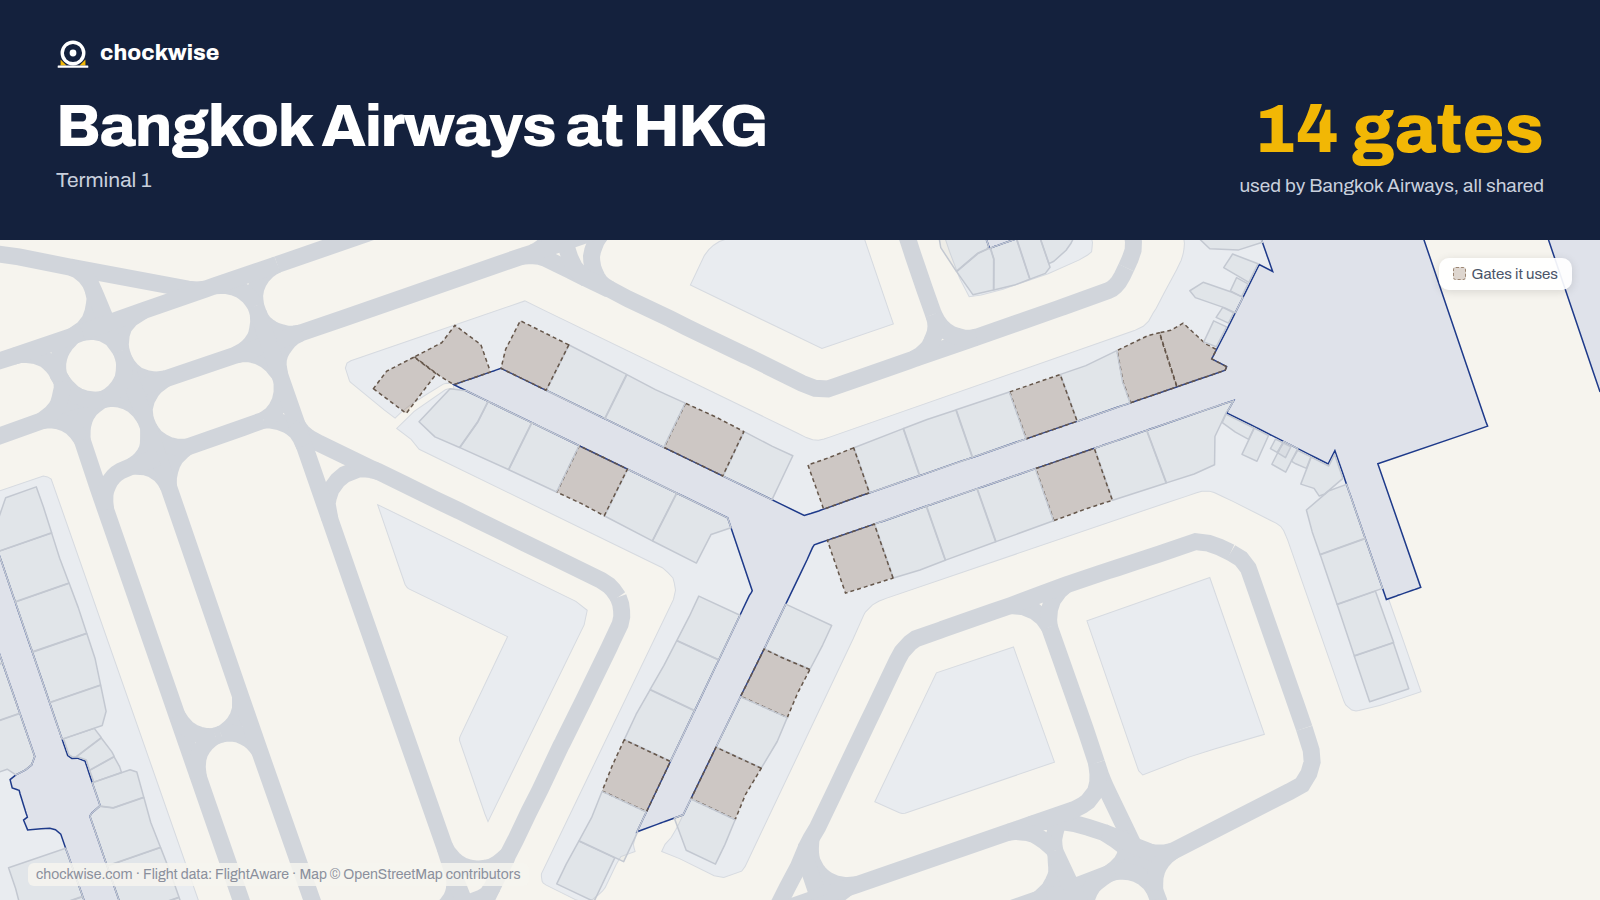 chockwise
Bangkok Airways at HKG
Terminal 1
14 gates
used by Bangkok Airways, all shared
Gates it uses
chockwise.com · Flight data: FlightAware · Map © OpenStreetMap contributors